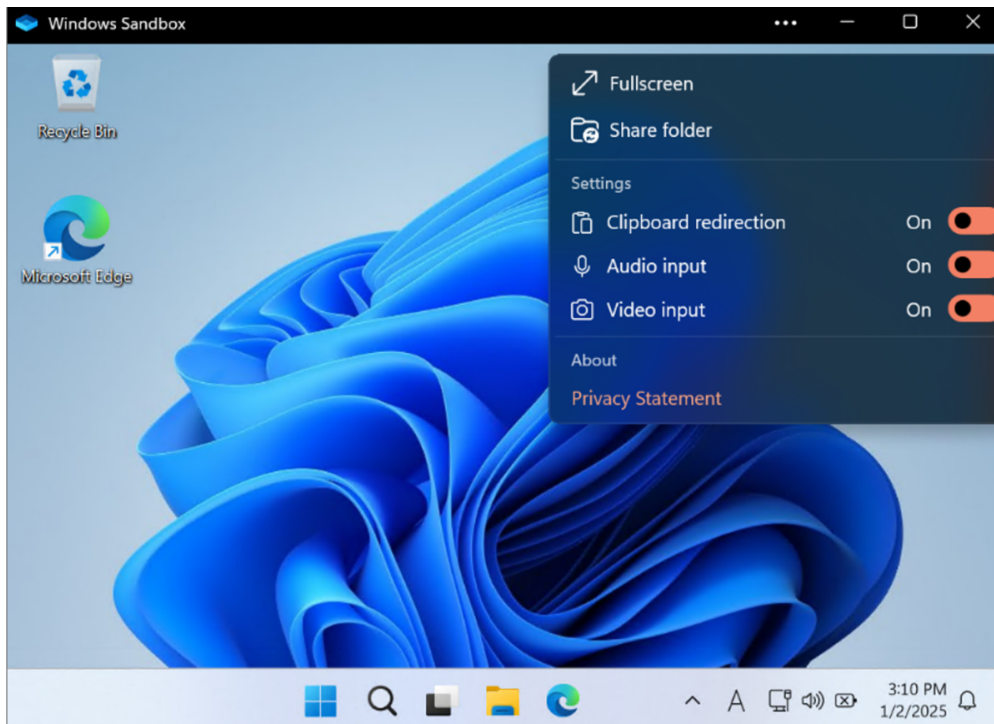 Windows Sandbox
Recycle Bin
Microsoft Edge
Fullscreen
Share folder
Settings
Clipboard redirection On
Audio input On
Video input On
About
Privacy Statement
A
3:10 PM
1/2/2025